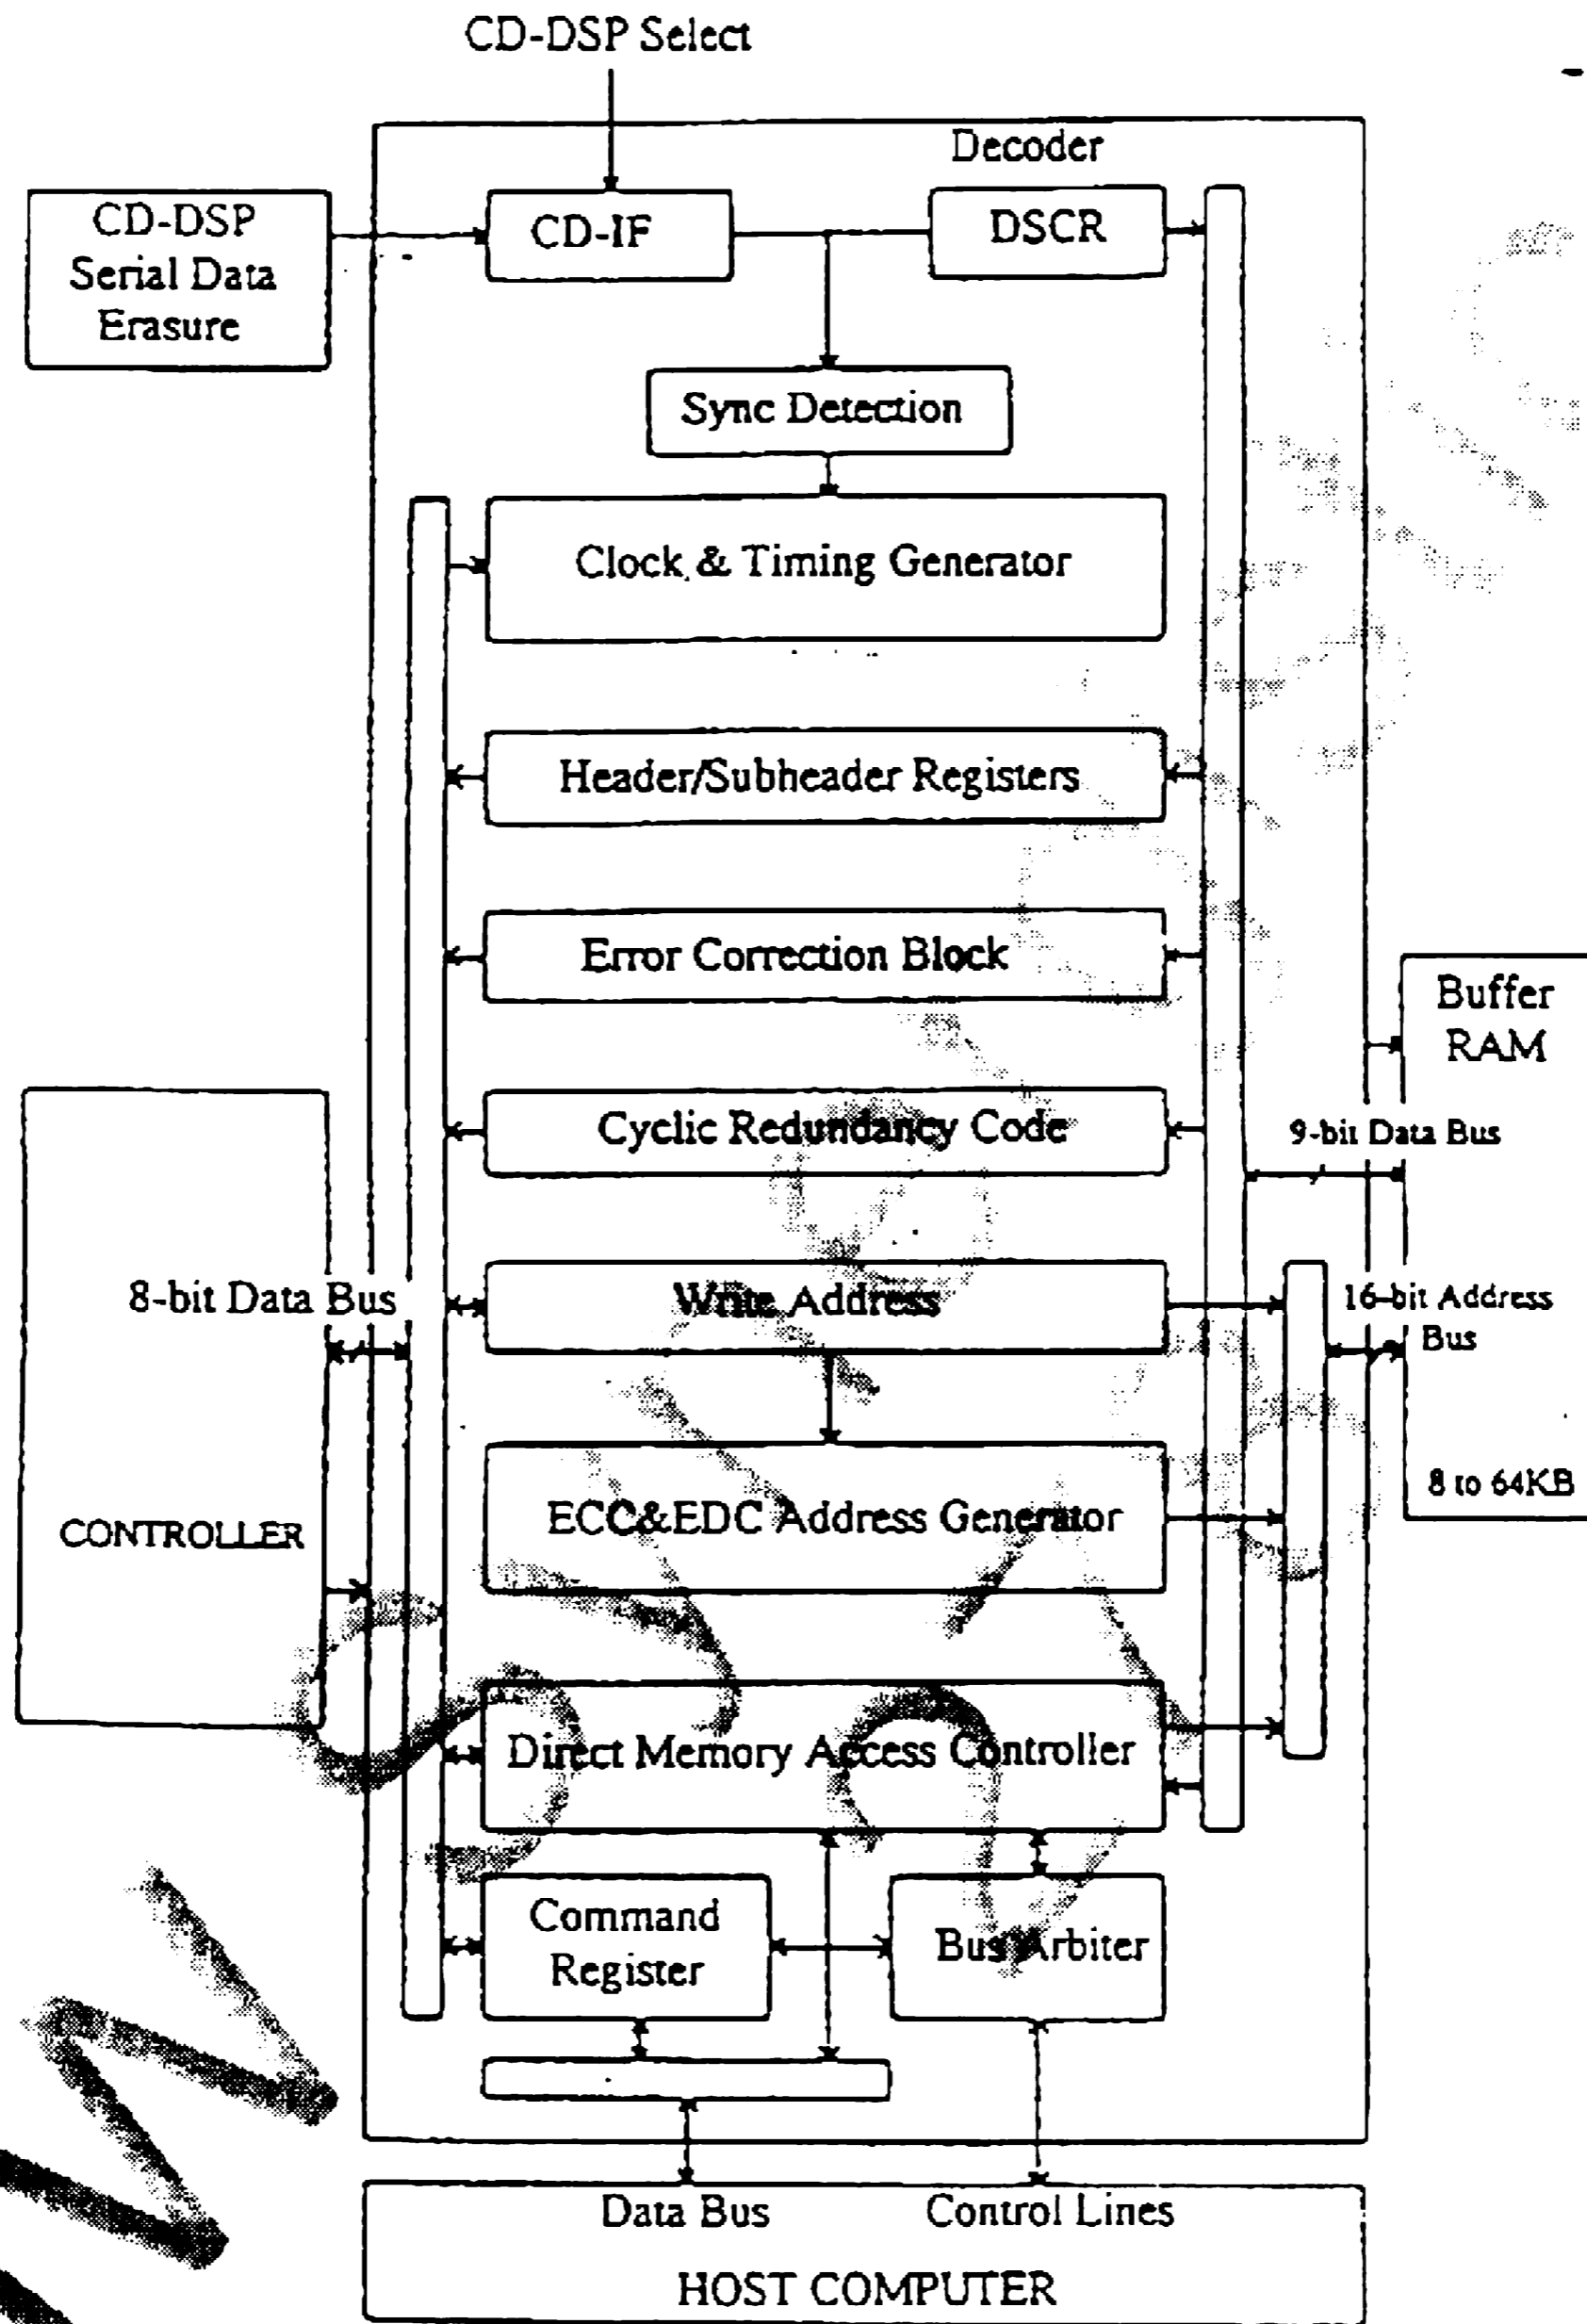 CD-DSP Select
Decoder
CD-DSP
Serial Data
Erasure
CD-IF
DSCR
Sync Detection
Clock & Timing Generator
Header/Subheader Registers
Error Correction Block
Buffer
RAM
Cyclic Redundancy Code
9-bit Data Bus
8-bit Data Bus
Write Address
16-bit Address
Bus
ECC&EDC Address Generator
8 to 64KB
CONTROLLER
Direct Memory Access Controller
Command
Register
Bus Arbiter
Data Bus
Control Lines
HOST COMPUTER